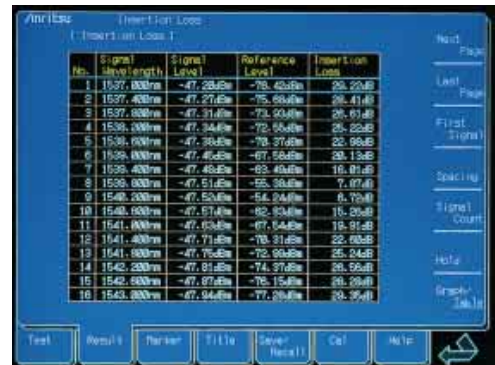 Anritsu
Insertion Loss
[ Insertion Loss ]
No. Signal Wavelength Signal Level Reference Level Insertion Loss
1 1537.000nm -47.20dBm -76.42dBm 29.22dB
2 1537.400nm -47.27dBm -75.68dBm 28.41dB
3 1537.800nm -47.31dBm -73.93dBm 26.61dB
4 1538.200nm -47.34dBm -72.56dBm 25.22dB
5 1538.600nm -47.38dBm -70.37dBm 22.98dB
6 1539.000nm -47.45dBm -67.58dBm 20.13dB
7 1539.400nm -47.48dBm -63.49dBm 16.01dB
8 1539.800nm -47.51dBm -55.38dBm 7.87dB
9 1540.200nm -47.52dBm -54.24dBm 6.72dB
10 1540.600nm -47.57dBm -62.83dBm 15.26dB
11 1541.000nm -47.63dBm -67.54dBm 19.91dB
12 1541.400nm -47.71dBm -70.31dBm 22.60dB
13 1541.800nm -47.75dBm 25.24dB
14 1542.200nm -47.81dBm -74.37dBm 26.56dB
15 1542.600nm -47.87dBm -76.15dBm 28.28dB
16 1543.000nm -47.94dBm 29.35dB
Next Page
Last Page
First Signal
Spacing
Signal Count
Hold
Graph/ Table
Test
Result
Marker
Title
Save/ Recall
Cal
Help